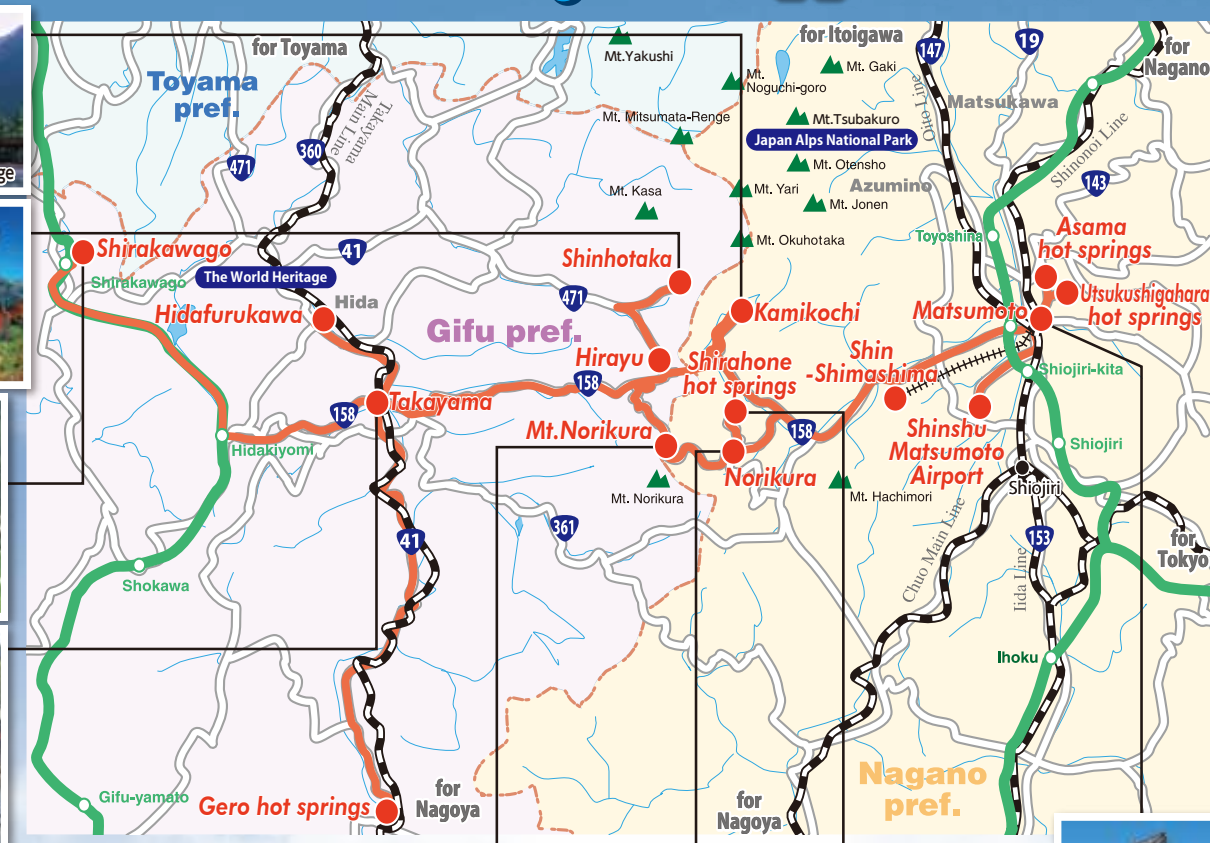 for Toyama
for Itoigawa
for
Nagano
147
19
Mt.Yakushi
Mt. Gaki
Toyama
pref.
Mt.
Noguchi-goro
Oito Line
Matsukawa
Takayama
Main Line
Mt. Mitsumata-Renge
Mt.Tsubakuro
Japan Alps National Park
Shinonoi Line
471
360
ge
Mt. Otensho
143
Mt. Kasa
Mt. Yari
Azumino
Mt. Jonen
Asama
hot springs
Toyoshina
Mt. Okuhotaka
Shirakawago
41
Shinhotaka
Shirakawago
The World Heritage
471
Utsukushigahara
hot springs
Hida
Hidafurukawa
Kamikochi
Matsumoto
Gifu pref.
Hirayu
Shirahone
hot springs
Shin
-Shimashima
Shiojiri-kita
158
Takayama
158
Mt.Norikura
158
Shinshu
Matsumoto
Airport
Hidakiyomi
Shiojiri
Norikura
Mt. Norikura
Mt. Hachimori
Shiojiri
361
41
153
for
Tokyo
Chuo Main Line
Iida Line
Shokawa
Ihoku
Nagano
pref.
Gifu-yamato
Gero hot springs
for
Nagoya
for
Nagoya